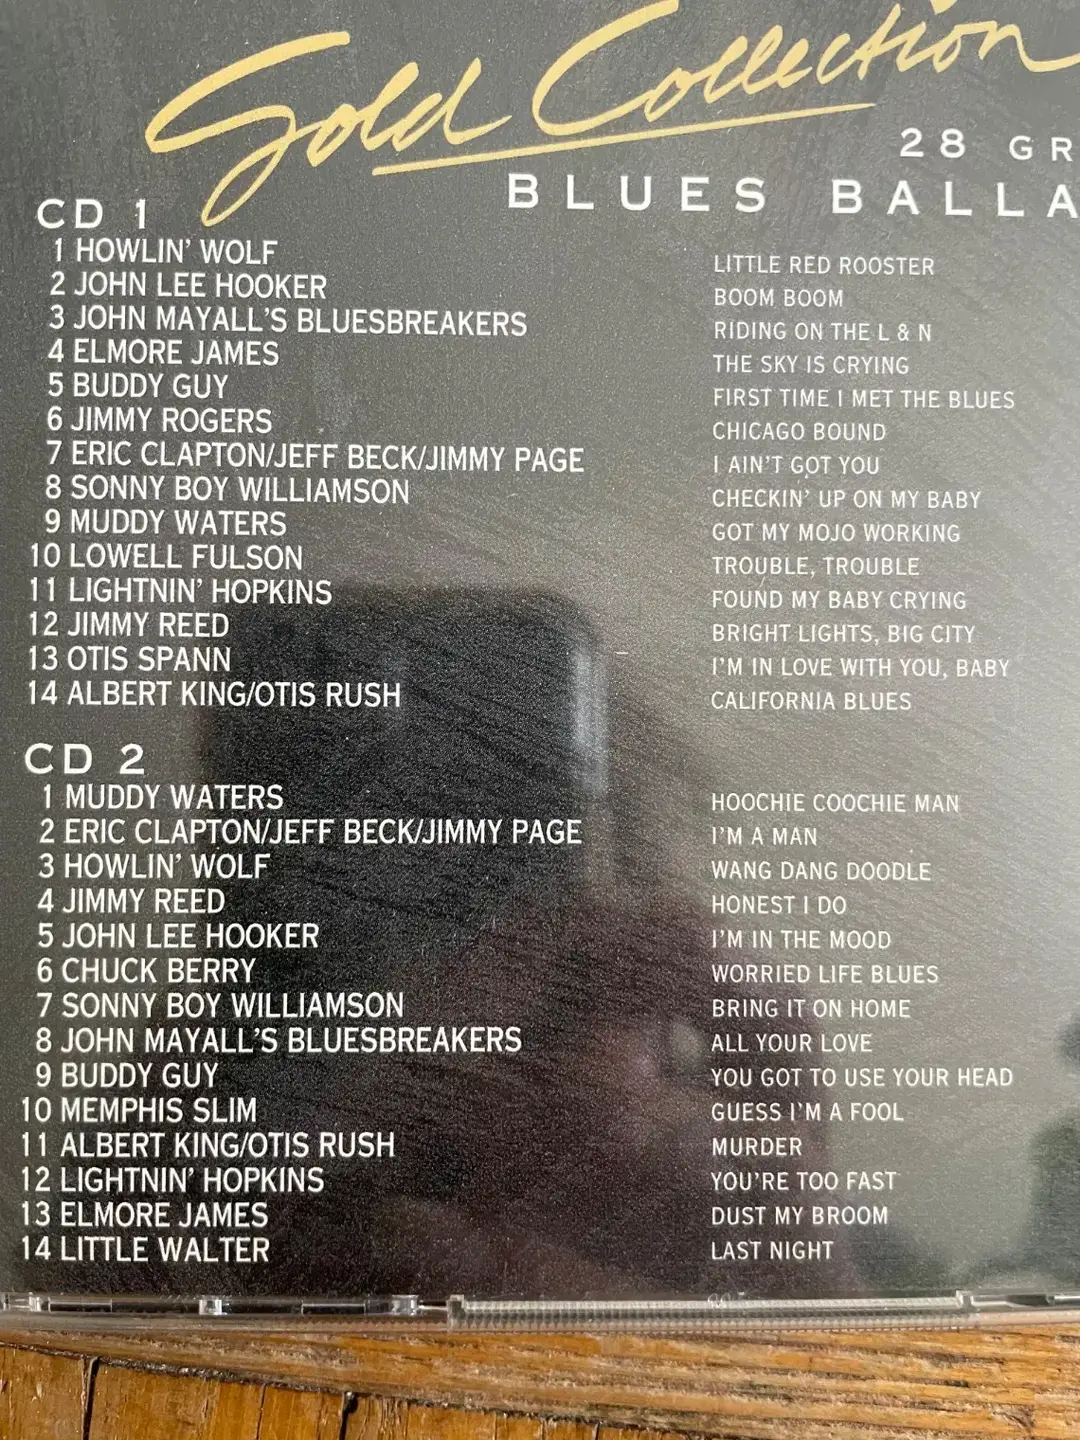 Gold Collection
28 GR
BLUES BALLA
CD 1
1 HOWLIN' WOLF LITTLE RED ROOSTER
2 JOHN LEE HOOKER BOOM BOOM
3 JOHN MAYALL'S BLUESBREAKERS RIDING ON THE L & N
4 ELMORE JAMES THE SKY IS CRYING
5 BUDDY GUY FIRST TIME I MET THE BLUES
6 JIMMY ROGERS CHICAGO BOUND
7 ERIC CLAPTON/JEFF BECK/JIMMY PAGE I AIN'T GOT YOU
8 SONNY BOY WILLIAMSON CHECKIN' UP ON MY BABY
9 MUDDY WATERS GOT MY MOJO WORKING
10 LOWELL FULSON TROUBLE, TROUBLE
11 LIGHTNIN' HOPKINS FOUND MY BABY CRYING
12 JIMMY REED BRIGHT LIGHTS, BIG CITY
13 OTIS SPANN I'M IN LOVE WITH YOU, BABY
14 ALBERT KING/OTIS RUSH CALIFORNIA BLUES
CD 2
1 MUDDY WATERS HOOCHIE COOCHIE MAN
2 ERIC CLAPTON/JEFF BECK/JIMMY PAGE I'M A MAN
3 HOWLIN' WOLF WANG DANG DOODLE
4 JIMMY REED HONEST I DO
5 JOHN LEE HOOKER I'M IN THE MOOD
6 CHUCK BERRY WORRIED LIFE BLUES
7 SONNY BOY WILLIAMSON BRING IT ON HOME
8 JOHN MAYALL'S BLUESBREAKERS ALL YOUR LOVE
9 BUDDY GUY YOU GOT TO USE YOUR HEAD
10 MEMPHIS SLIM GUESS I'M A FOOL
11 ALBERT KING/OTIS RUSH MURDER
12 LIGHTNIN' HOPKINS YOU'RE TOO FAST
13 ELMORE JAMES DUST MY BROOM
14 LITTLE WALTER LAST NIGHT